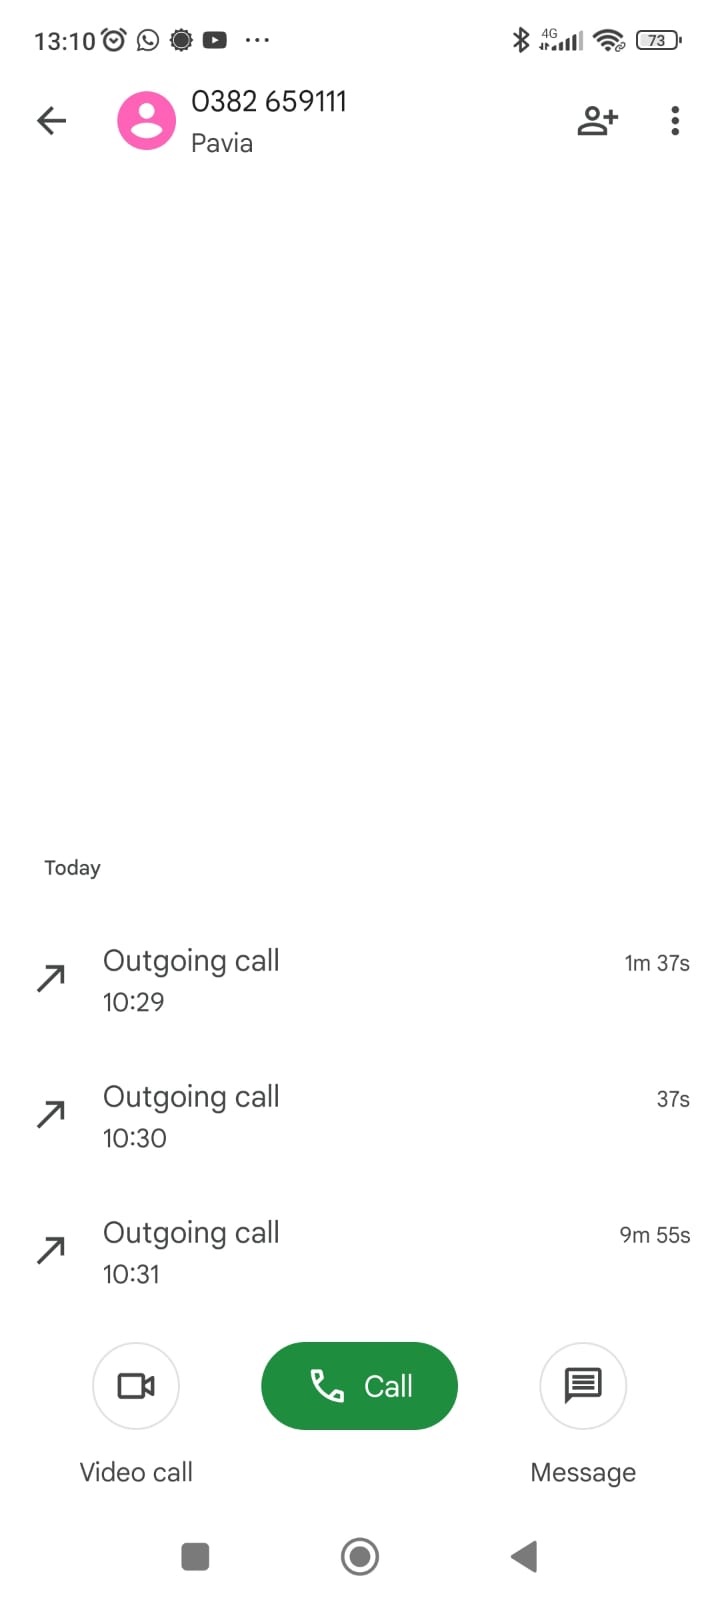 13:10
4G
73
0382 659111
Pavia
Today
Outgoing call
1m 37s
10:29
Outgoing call
37s
10:30
Outgoing call
9m 55s
10:31
Call
Video call
Message